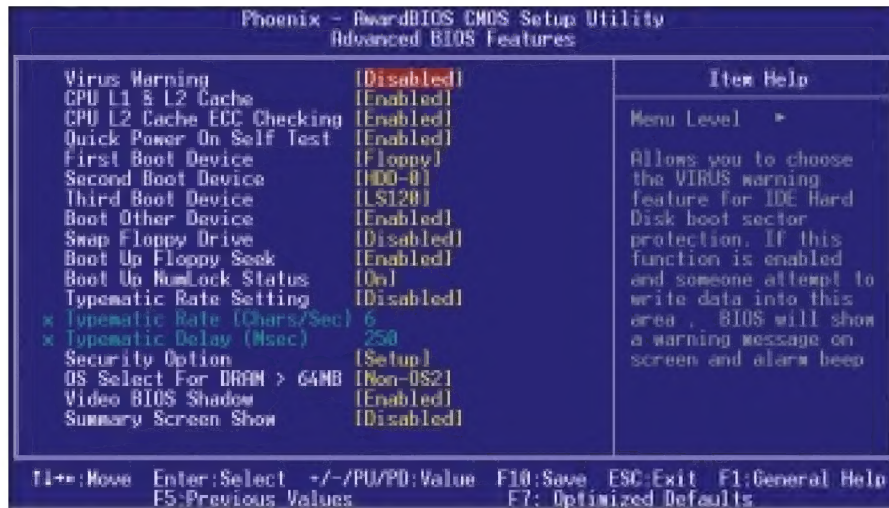 Phoenix - AwardBIOS CMOS Setup Utility
Advanced BIOS Features
Virus Warning [Disabled]
CPU L1 & L2 Cache [Enabled]
CPU L2 Cache ECC Checking [Enabled]
Quick Power On Self Test [Enabled]
First Boot Device [Floppy]
Second Boot Device [HDD-0]
Third Boot Device [LS120]
Boot Other Device [Enabled]
Swap Floppy Drive [Disabled]
Boot Up Floppy Seek [Enabled]
Boot Up NumLock Status [On]
Typematic Rate Setting [Disabled]
x Typematic Rate (Chars/Sec) 6
x Typematic Delay (Msec) 250
Security Option [Setup]
OS Select For DRAM > 64MB [Non-OS2]
Video BIOS Shadow [Enabled]
Summary Screen Show [Disabled]
Item Help
Menu Level ►
Allows you to choose
the VIRUS warning
feature for IDE Hard
Disk boot sector
protection. If this
function is enabled
and someone attempt to
write data into this
area , BIOS will show
a warning message on
screen and alarm beep
↑↓→←:Move Enter:Select +/-/PU/PD:Value F10:Save ESC:Exit F1:General Help
F5:Previous Values F7: Optimized Defaults